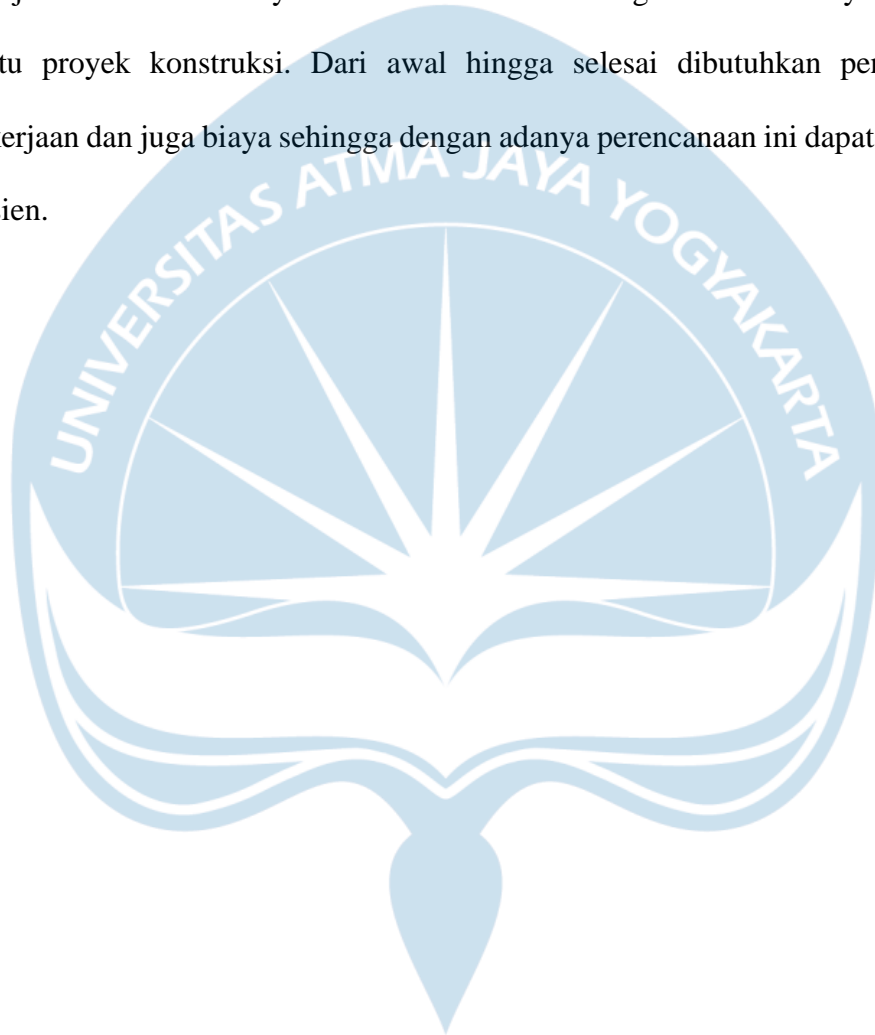 tu proyek konstruksi. Dari awal hingga selesai dibutuhkan per
erjaan dan juga biaya sehingga dengan adanya perencanaan ini dapat
ien.
UNIVERSITAS ATMA JAYA YOGYAKARTA